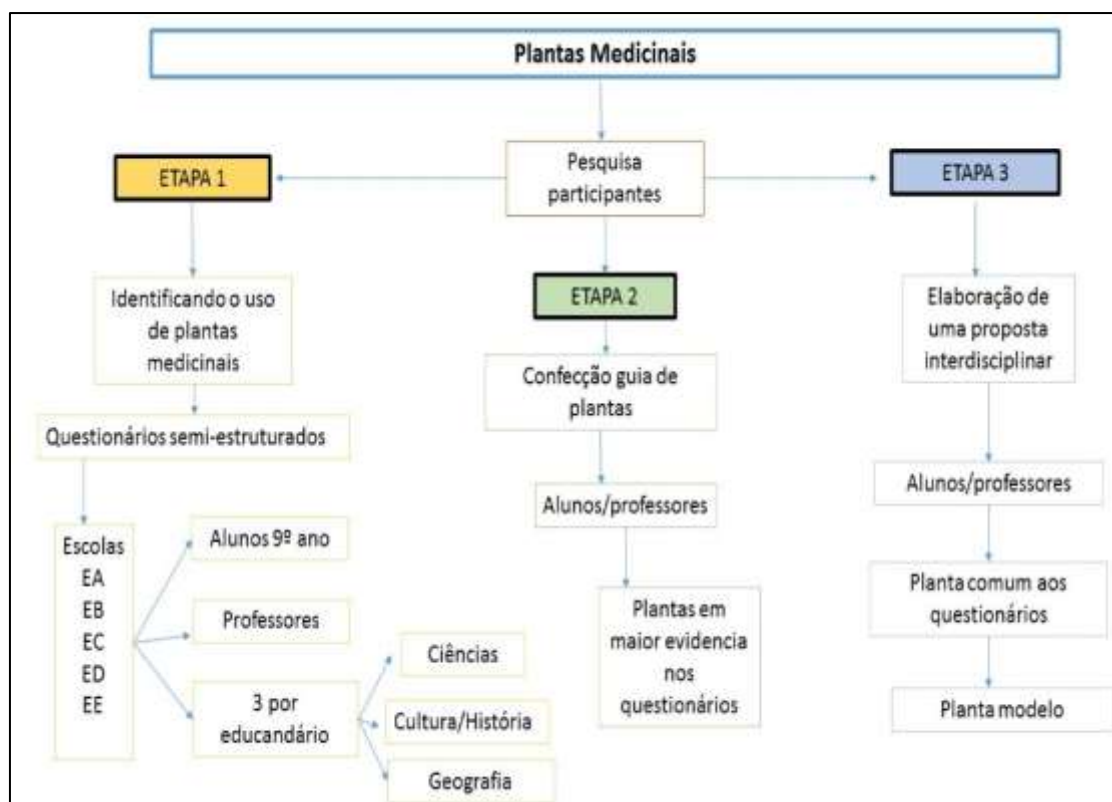 Plantas Medicinais
Pesquisa
participantes
ETAPA 1
Identificando o uso
de plantas
medicinais
Questionários semi-estruturados
Escolas
EA
EB
EC
ED
EE
Alunos 9º ano
Professores
3 por
educandário
Ciências
Cultura/História
Geografia
ETAPA 2
Confecção guia de
plantas
Alunos/professores
Plantas em
maior evidencia
nos
questionários
ETAPA 3
Elaboração de
uma proposta
interdisciplinar
Alunos/professores
Planta comum aos
questionários
Planta modelo